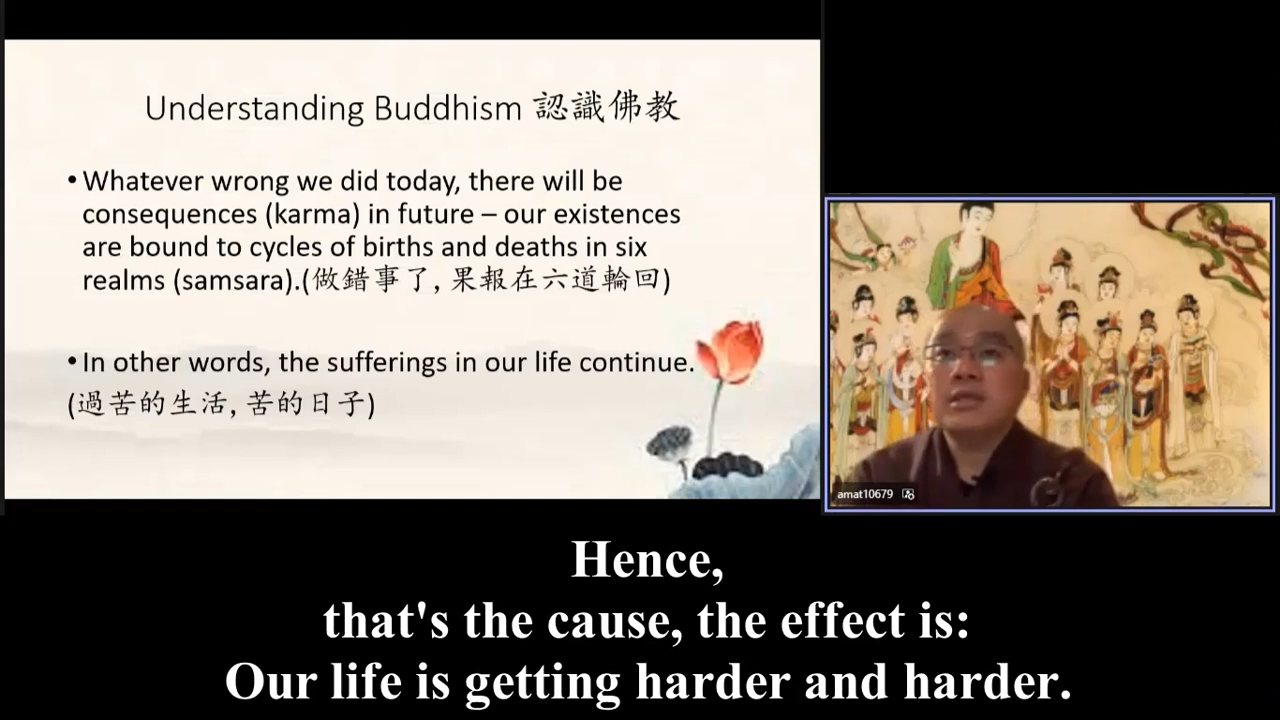 Understanding Buddhism 認識佛教
• Whatever wrong we did today, there will be
consequences (karma) in future – our existences
are bound to cycles of births and deaths in six
realms (samsara).(做錯事了, 果報在六道輪回)
• In other words, the sufferings in our life continue.
(過苦的生活, 苦的日子)
amat10679
Hence,
that's the cause, the effect is:
Our life is getting harder and harder.